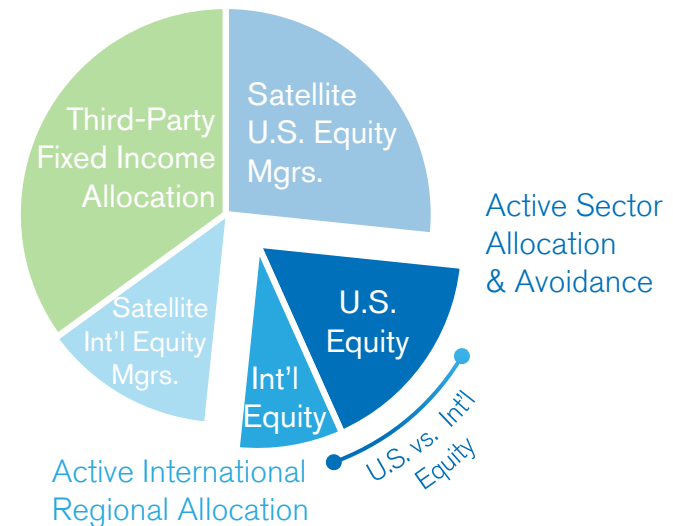 Third-Party
Fixed Income
Allocation
Satellite
U.S. Equity
Mgrs.
Active Sector
Allocation
& Avoidance
U.S.
Equity
Satellite
Int'l Equity
Mgrs.
Int'l
Equity
U.S. vs. Int'l
Equity
Active International
Regional Allocation